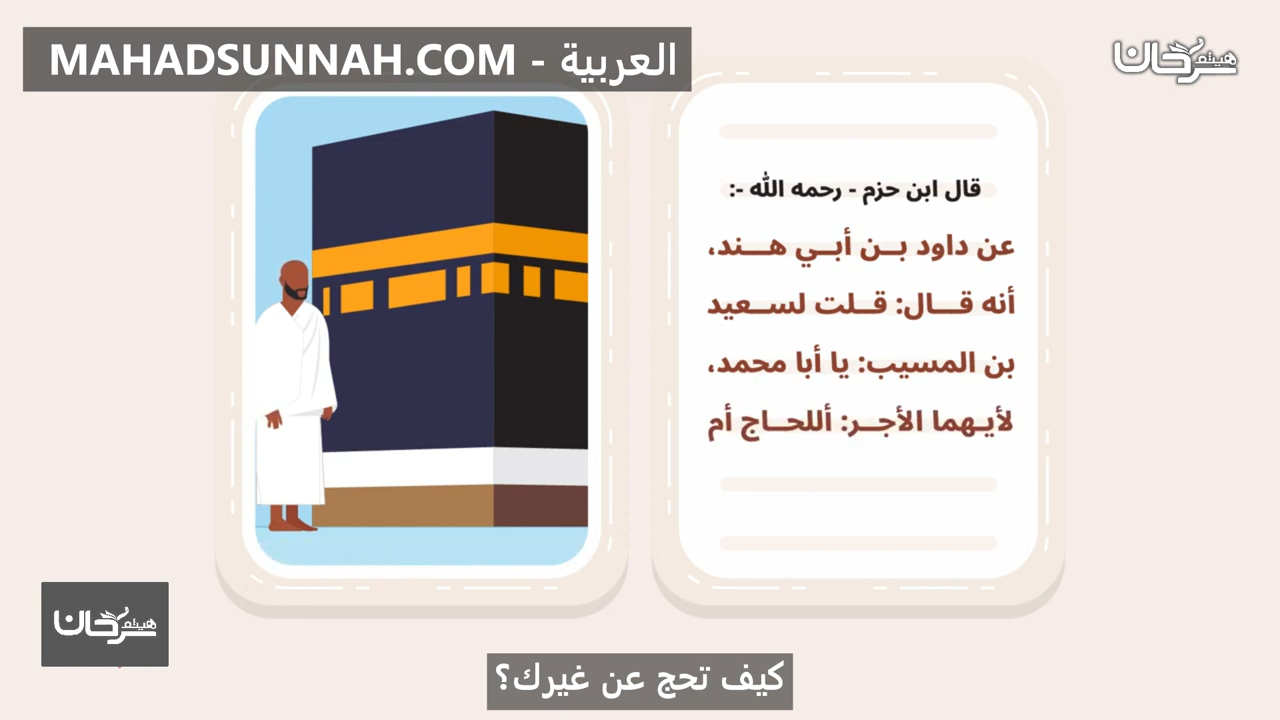 MAHADSUNNAH.COM - العربية
هيثم سرحان
قال ابن حزم - رحمه الله -:
عن داود بن أبي هند،
أنه قال: قلت لسعيد
بن المسيب: يا أبا محمد،
لأيهما الأجر: أللحاج أم
هيثم سرحان
كيف تحج عن غيرك؟